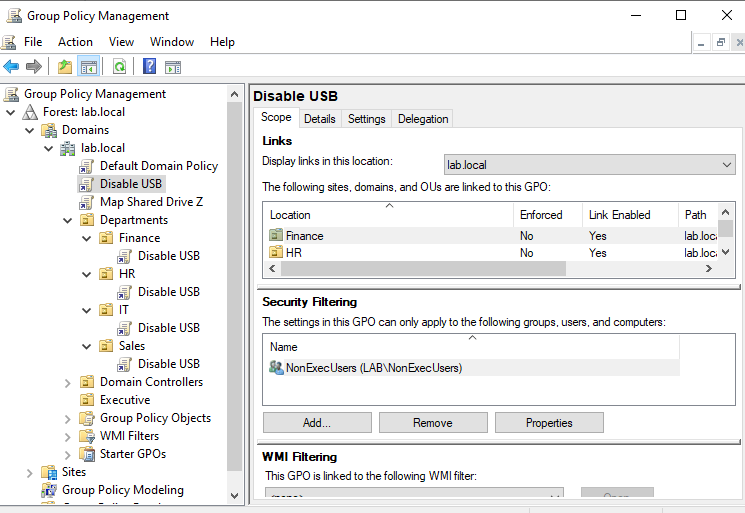 Group Policy Management
File Action View Window Help
Group Policy Management
Forest: lab.local
Domains
lab.local
Default Domain Policy
Disable USB
Map Shared Drive Z
Departments
Finance
Disable USB
HR
Disable USB
IT
Disable USB
Sales
Disable USB
Domain Controllers
Executive
Group Policy Objects
WMI Filters
Starter GPOs
Sites
Group Policy Modeling
Disable USB
Scope Details Settings Delegation
Links
Display links in this location: lab.local
The following sites, domains, and OUs are linked to this GPO:
Location Enforced Link Enabled Path
Finance No Yes lab.loca
HR No Yes lab.loca
Security Filtering
The settings in this GPO can only apply to the following groups, users, and computers:
Name
NonExecUsers (LAB\NonExecUsers)
Add... Remove Properties
WMI Filtering
This GPO is linked to the following WMI filter: